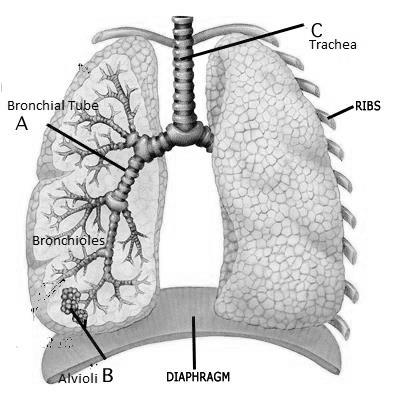 C
Trachea
Bronchial Tube
A
RIBS
Bronchioles
Alvioli B
DIAPHRAGM